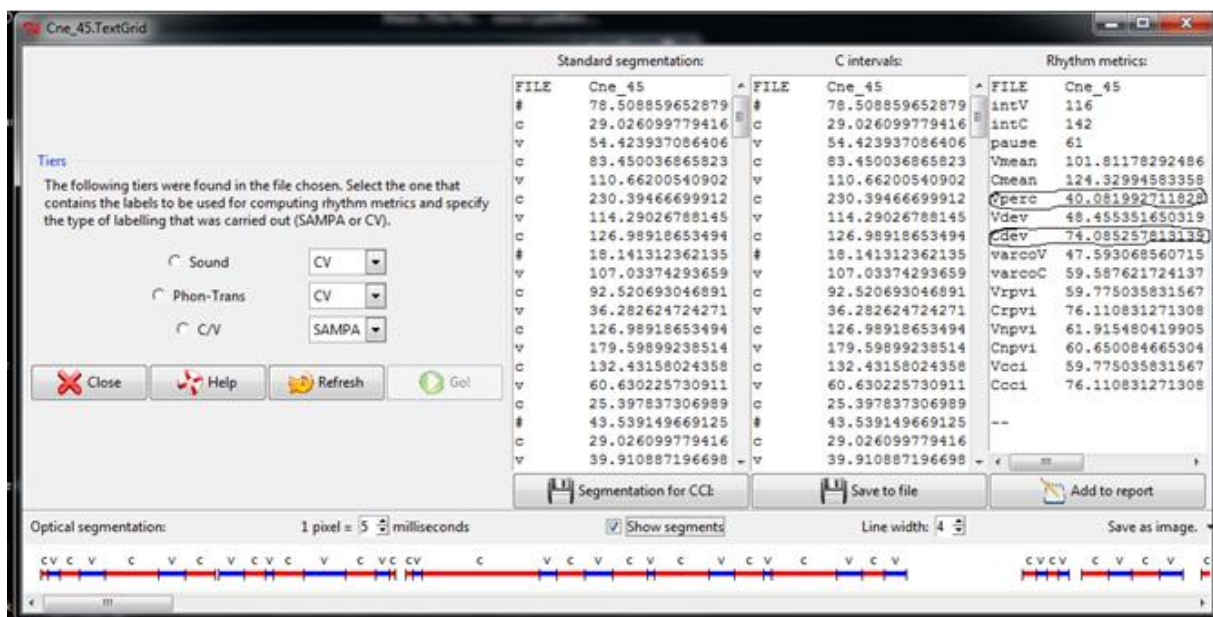 Cne_45.TextGrid
Tiers
The following tiers were found in the file chosen. Select the one that
contains the labels to be used for computing rhythm metrics and specify
the type of labelling that was carried out (SAMPA or CV).
Sound CV
Phon-Trans CV
C/V SAMPA
Close Help Refresh Go!
Standard segmentation:
FILE Cne_45
# 78.508859652879
c 29.026099779416
v 54.423937086406
c 83.450036865823
v 110.66200540902
c 230.39466699912
v 114.29026788145
c 126.98918653494
# 18.141312362135
v 107.03374293659
c 92.520693046891
v 36.282624724271
c 126.98918653494
v 179.59899238514
c 132.43158024358
v 60.630225730911
c 25.397837306989
# 43.539149669125
c 29.026099779416
v 39.910887196698
Segmentation for CCI:
C intervals:
FILE Cne_45
# 78.508859652879
c 29.026099779416
v 54.423937086406
c 83.450036865823
v 110.66200540902
c 230.39466699912
v 114.29026788145
c 126.98918653494
# 18.141312362135
v 107.03374293659
c 92.520693046891
v 36.282624724271
c 126.98918653494
v 179.59899238514
c 132.43158024358
v 60.630225730911
c 25.397837306989
# 43.539149669125
c 29.026099779416
v 39.910887196698
Save to file
Rhythm metrics:
FILE Cne_45
intV 116
intC 142
pause 61
Vmean 101.81178292486
Cmean 124.32994583358
Vperc 40.081992711828
Vdev 48.455351650319
Cdev 74.085257813139
varcoV 47.593068560715
varcoC 59.587621724137
Vrpvi 59.775035831567
Crpvi 76.110831271308
Vnpvi 61.915480419905
Cnpvi 60.650084665304
Vcci 59.775035831567
Ccci 76.110831271308
--
Add to report
Optical segmentation: 1 pixel = 5 milliseconds Show segments Line width: 4 Save as image.
c v c v c v c v c v c v c v c v c c v c v c v c v c v c v c v c v c v c v c v c v c